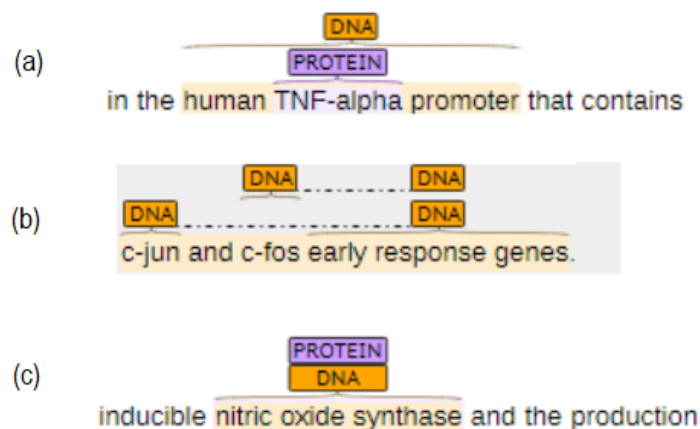 DNA
(a) PROTEIN
in the human TNF-alpha promoter that contains
DNA DNA
(b) DNA DNA
c-jun and c-fos early response genes.
PROTEIN
(c) DNA
inducible nitric oxide synthase and the production